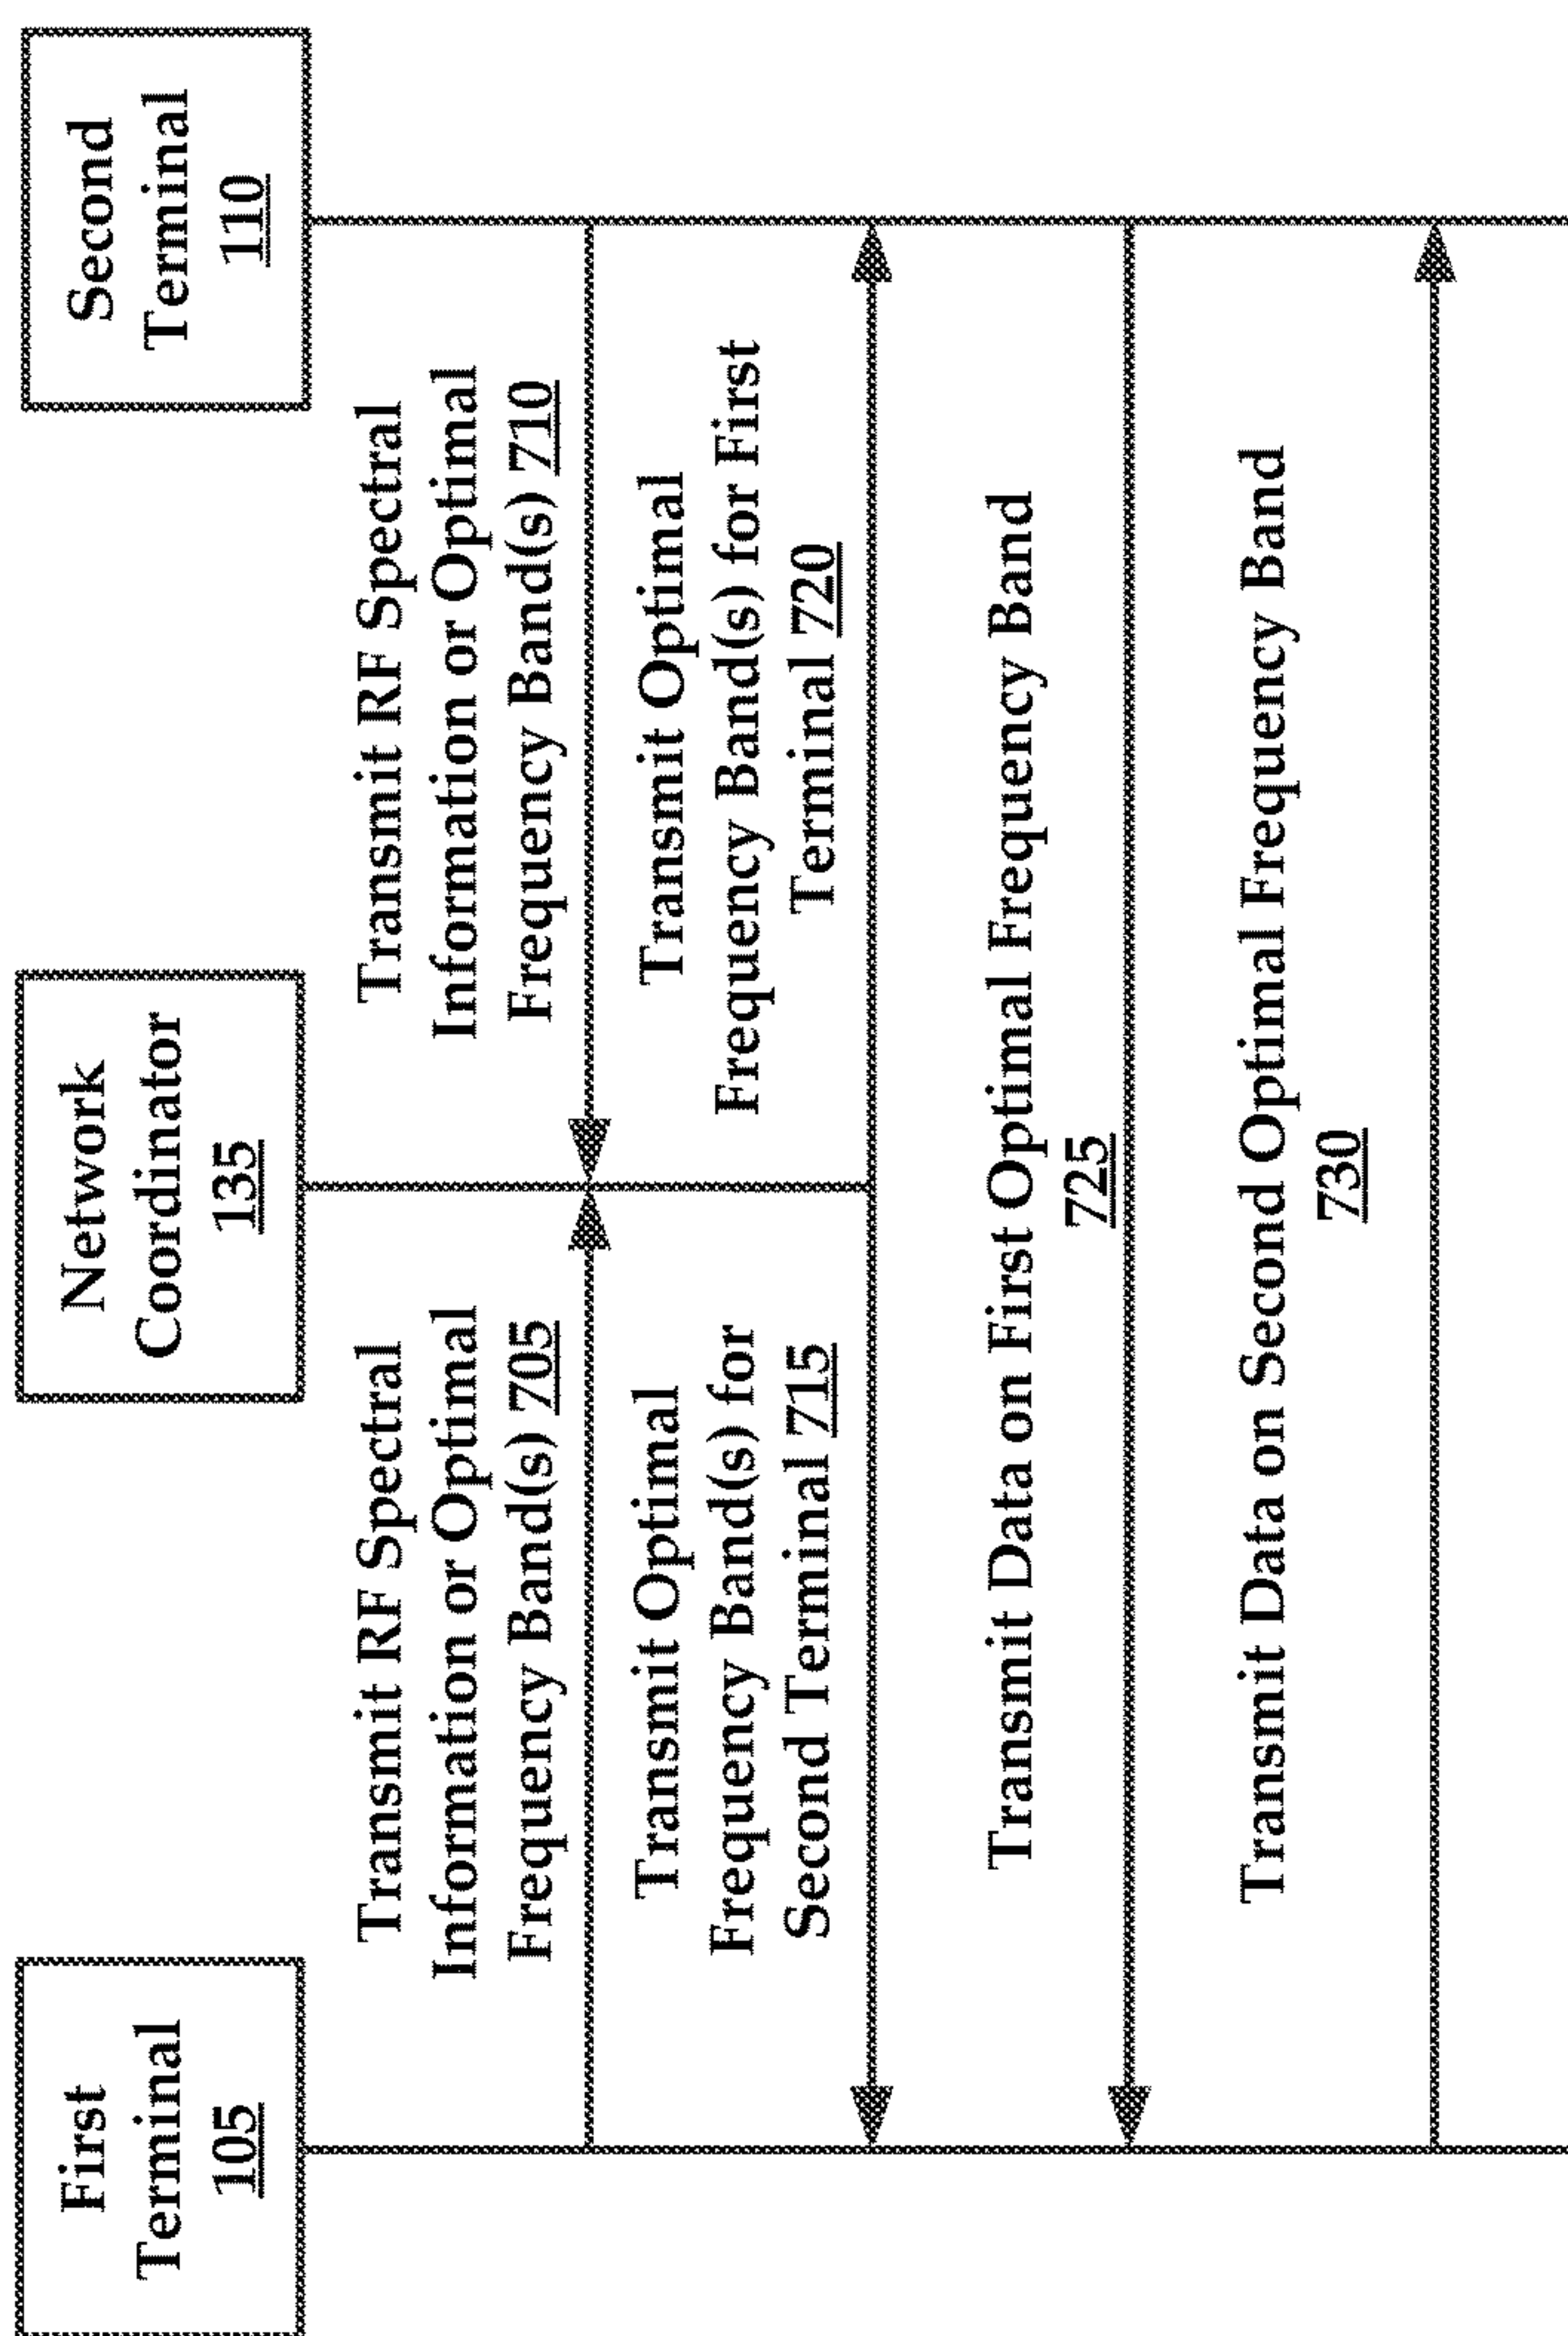 First
Terminal
105
Network
Coordinator
135
Second
Terminal
110
Transmit RF Spectral
Information or Optimal
Frequency Band(s) 705
Transmit RF Spectral
Information or Optimal
Frequency Band(s) 710
Transmit Optimal
Frequency Band(s) for
Second Terminal 715
Transmit Optimal
Frequency Band(s) for First
Terminal 720
Transmit Data on First Optimal Frequency Band
725
Transmit Data on Second Optimal Frequency Band
730